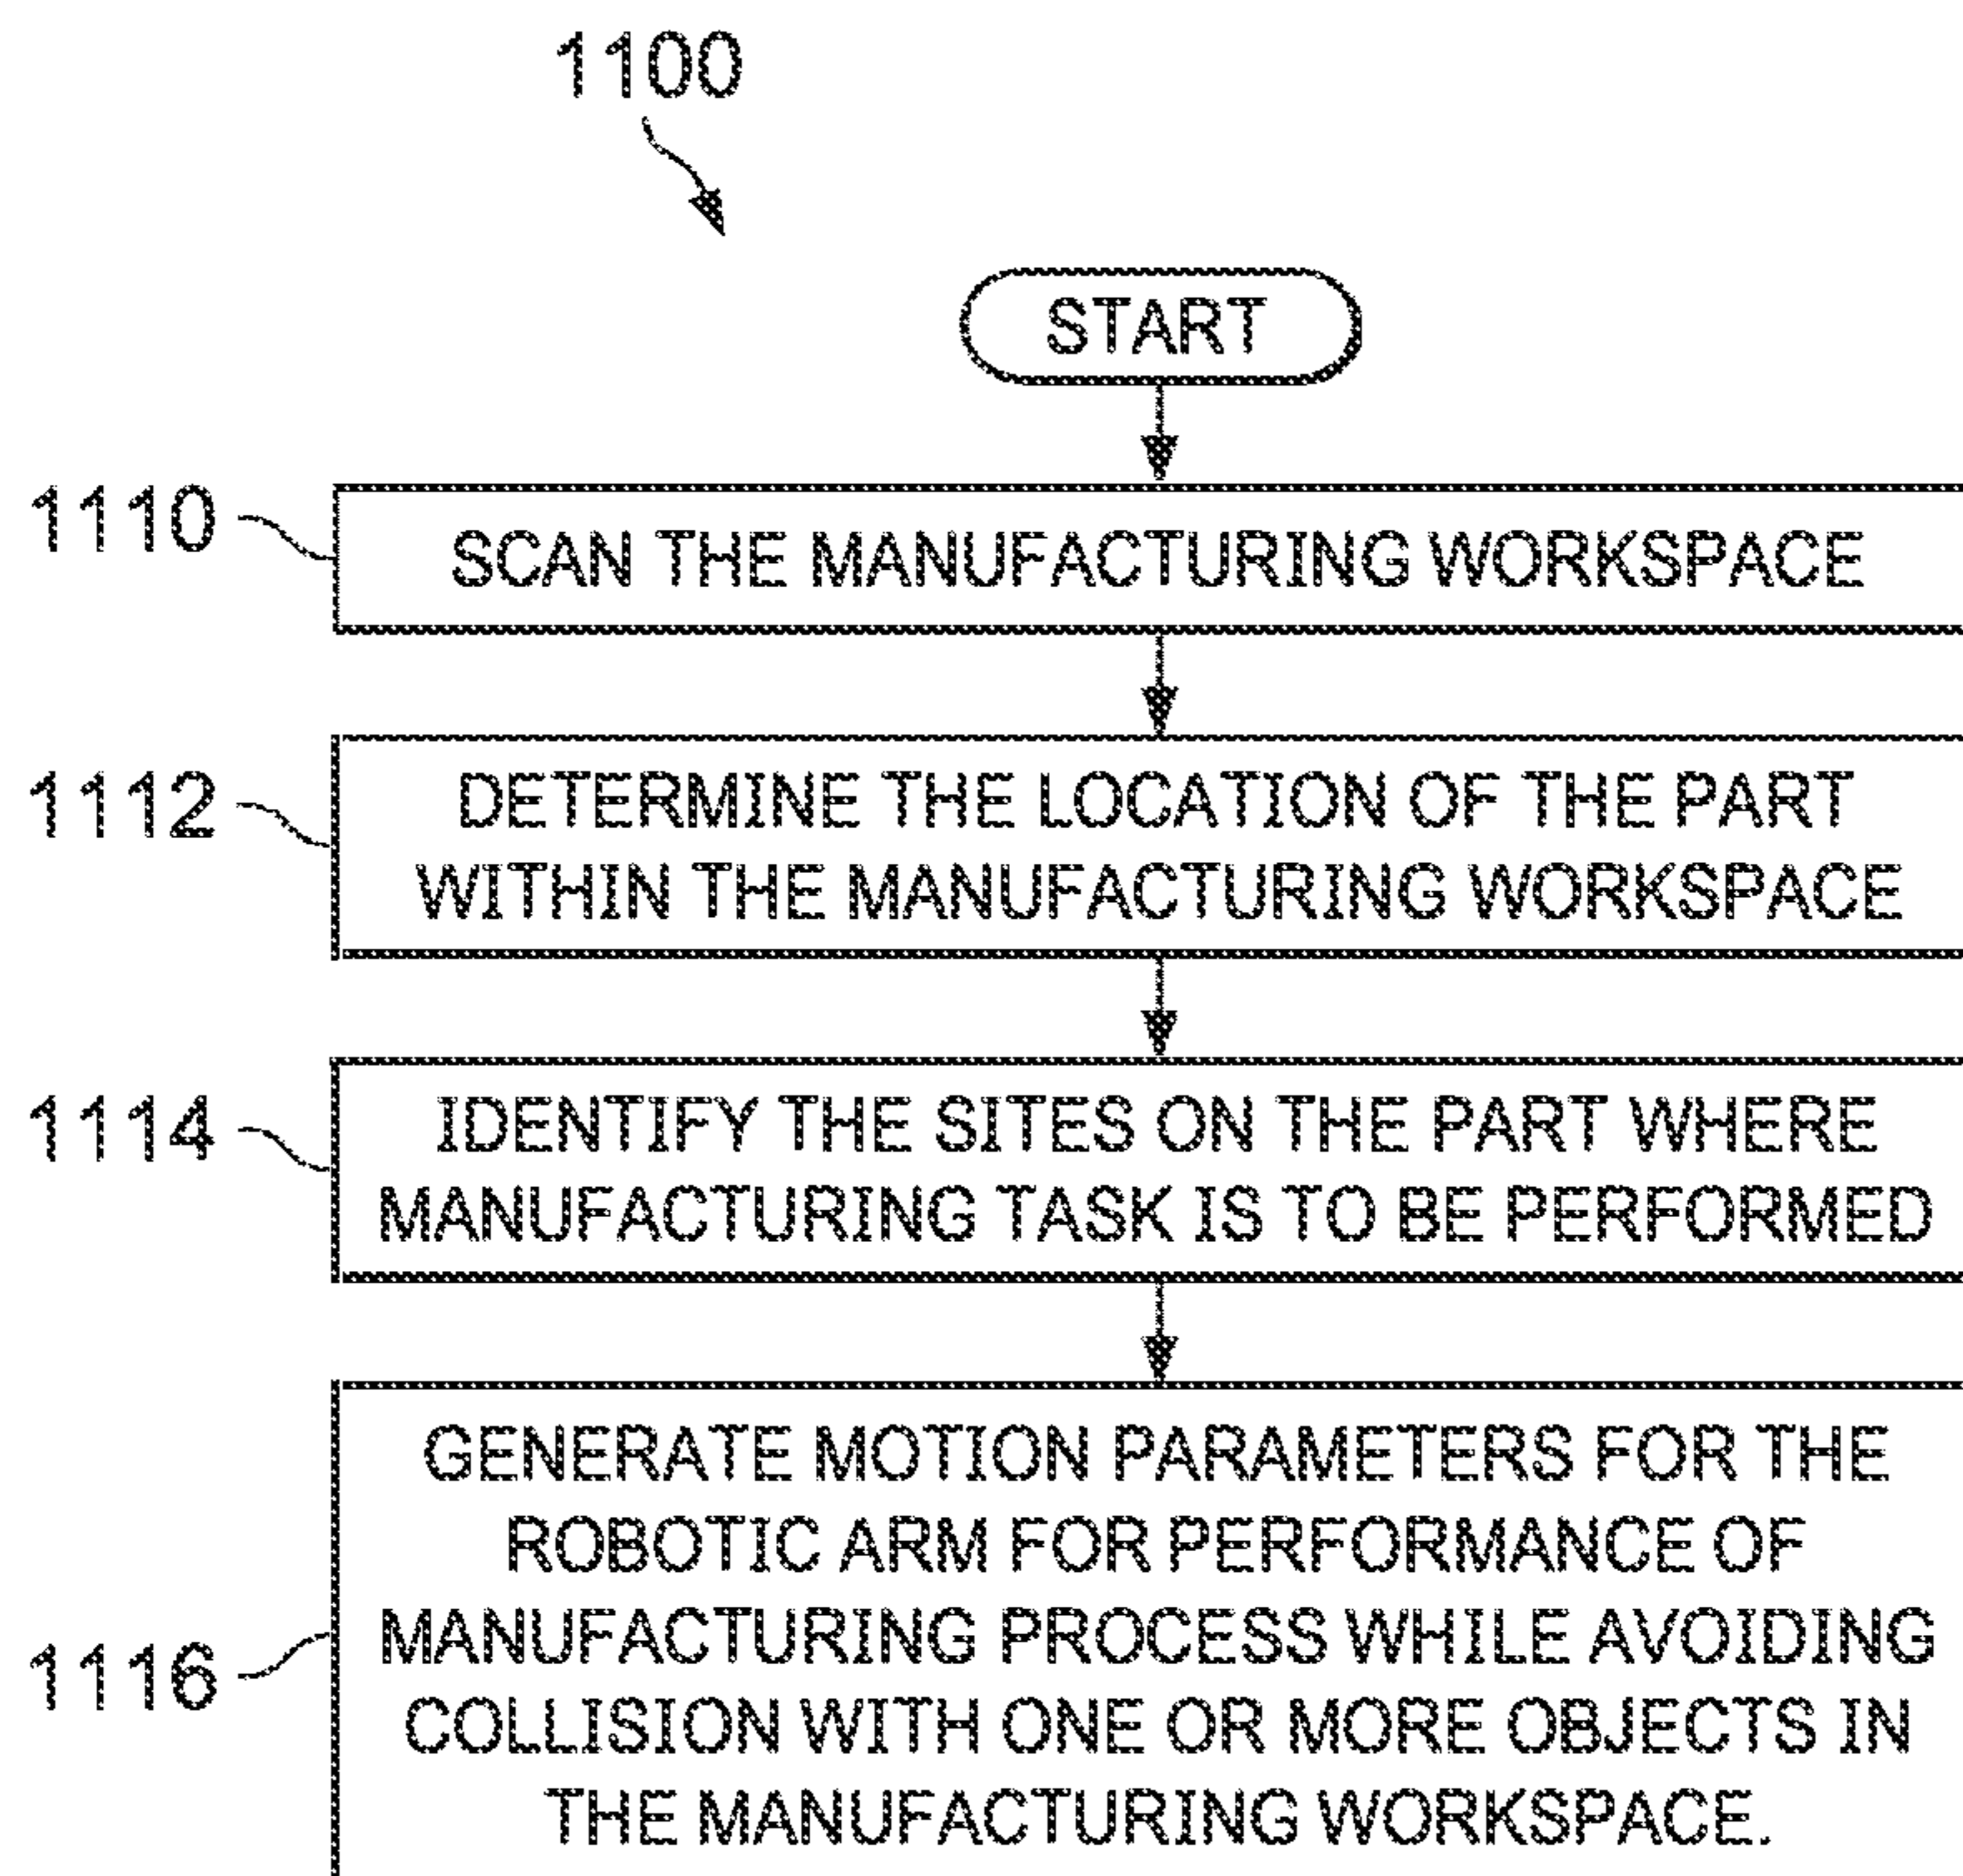 1100
START
1110
SCAN THE MANUFACTURING WORKSPACE
1112
DETERMINE THE LOCATION OF THE PART
WITHIN THE MANUFACTURING WORKSPACE
1114
IDENTIFY THE SITES ON THE PART WHERE
MANUFACTURING TASK IS TO BE PERFORMED
1116
GENERATE MOTION PARAMETERS FOR THE
ROBOTIC ARM FOR PERFORMANCE OF
MANUFACTURING PROCESS WHILE AVOIDING
COLLISION WITH ONE OR MORE OBJECTS IN
THE MANUFACTURING WORKSPACE.